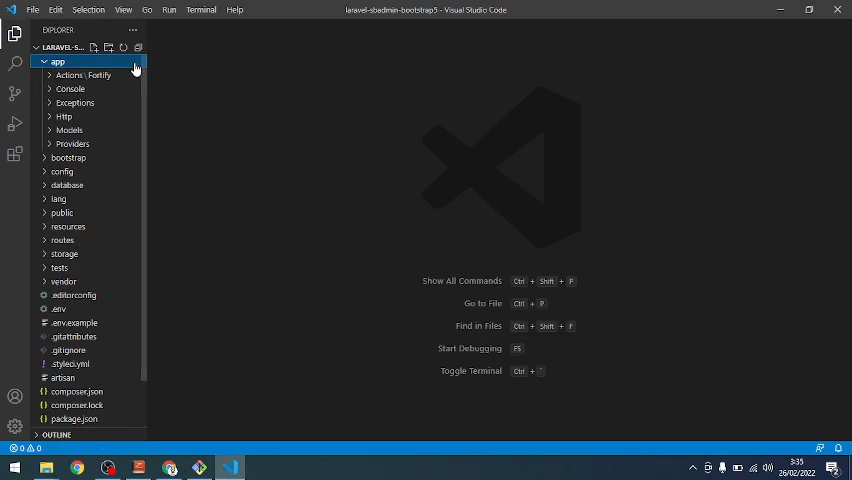 File Edit Selection View Go Run Terminal Help
laravel-sbadmin-bootstrap5 - Visual Studio Code
EXPLORER
LARAVEL-S...
app
Actions \ Fortify
Console
Exceptions
Http
Models
Providers
bootstrap
config
database
lang
public
resources
routes
storage
tests
vendor
.editorconfig
.env
.env.example
.gitattributes
.gitignore
.styleci.yml
artisan
composer.json
composer.lock
package.json
OUTLINE
Show All Commands Ctrl + Shift + P
Go to File Ctrl + P
Find in Files Ctrl + Shift + F
Start Debugging F5
Toggle Terminal Ctrl + `
0 0
3:35
26/02/2022
2